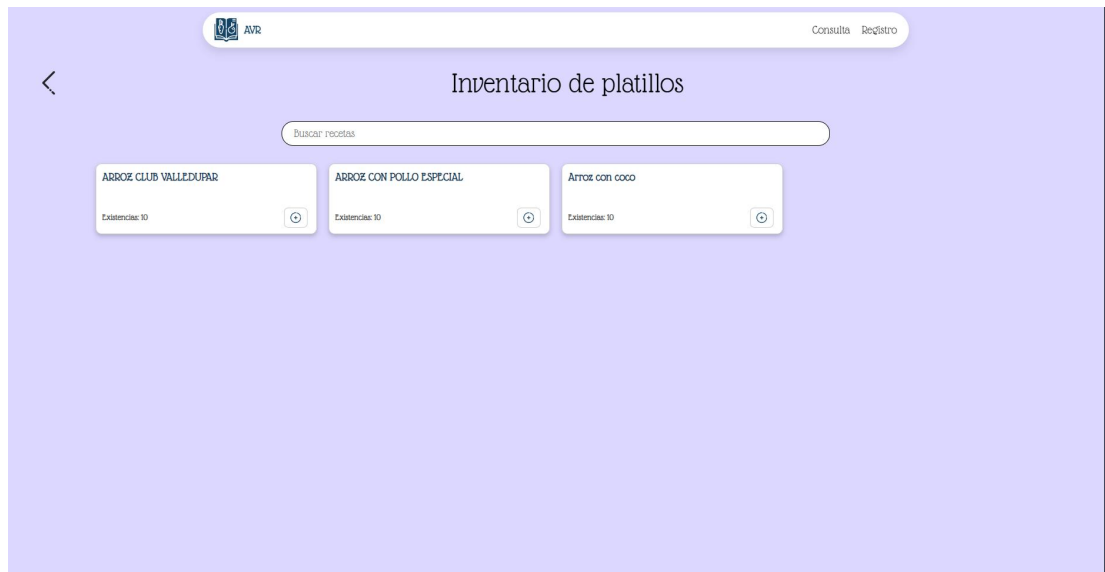 AVR
Consulta Registro
Inventario de platillos
Buscar recetas
ARROZ CLUB VALLEDUPAR
Existencias: 10
ARROZ CON POLLO ESPECIAL
Existencias: 10
Arroz con coco
Existencias: 10